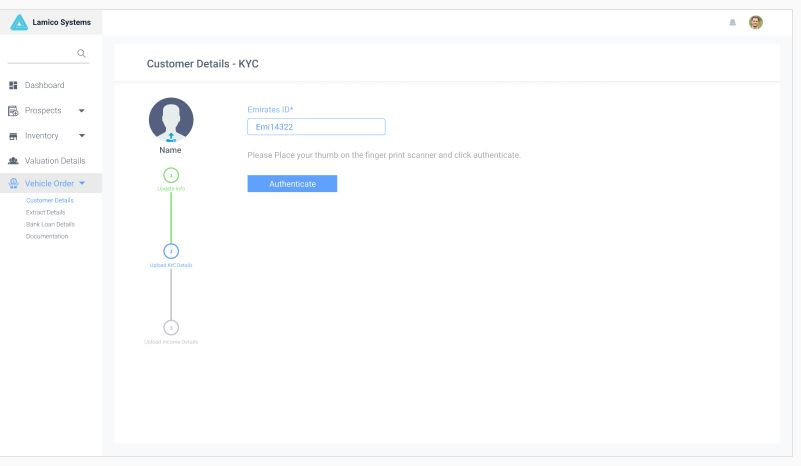 Lamico Systems
Customer Details - KYC
Dashboard
Prospects
Inventory
Valuation Details
Vehicle Order
Customer Details
Extract Details
Bank Loan Details
Documentation
Name
1
Update Info
2
Upload KYC Details
3
Upload Income Details
Emirates ID*
Emi14322
Please Place your thumb on the finger print scanner and click authenticate.
Authenticate